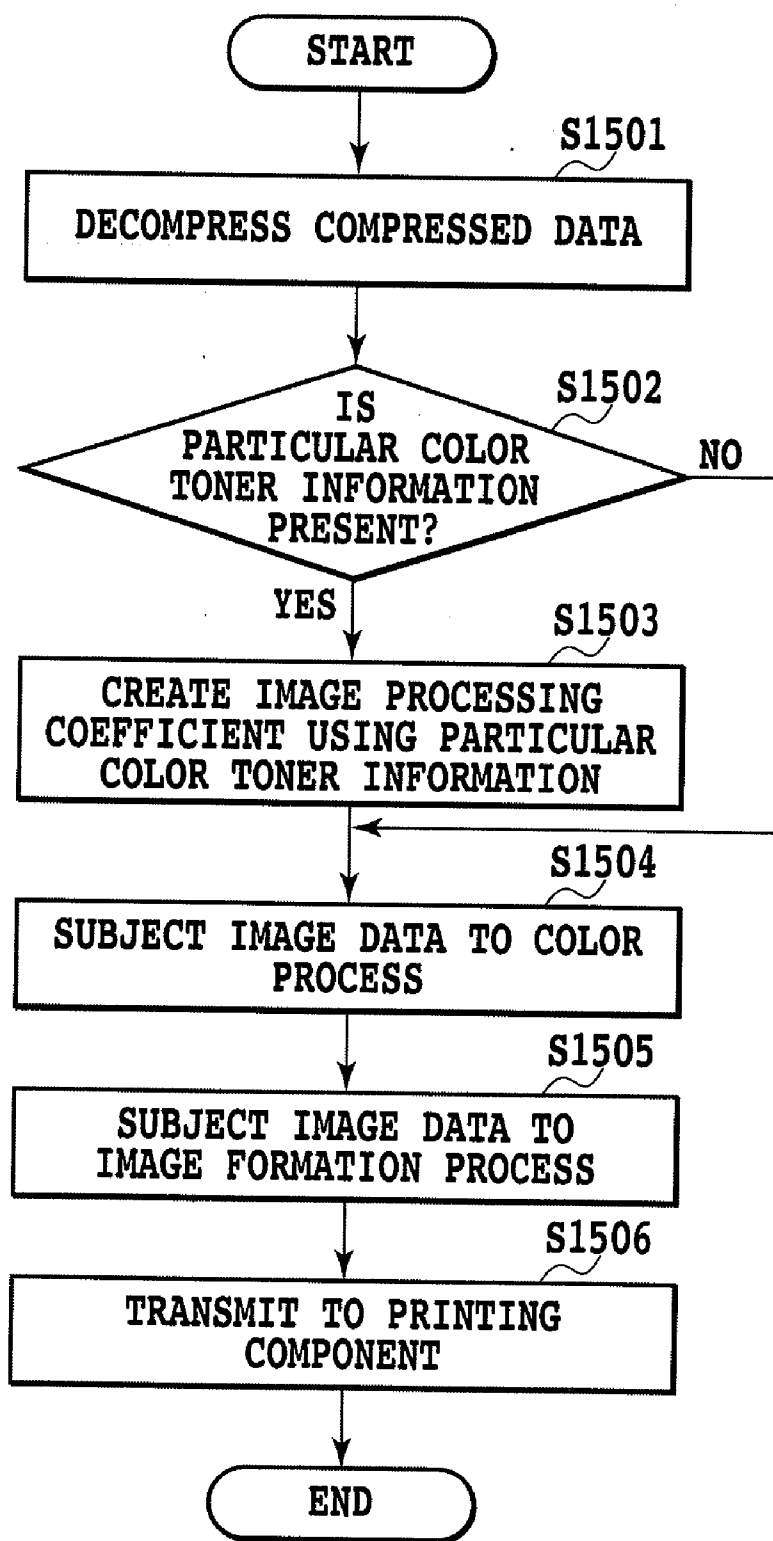 START
S1501
DECOMPRESS COMPRESSED DATA
S1502
IS
PARTICULAR COLOR
TONER INFORMATION
PRESENT?
NO
YES
S1503
CREATE IMAGE PROCESSING
COEFFICIENT USING PARTICULAR
COLOR TONER INFORMATION
S1504
SUBJECT IMAGE DATA TO COLOR
PROCESS
S1505
SUBJECT IMAGE DATA TO
IMAGE FORMATION PROCESS
S1506
TRANSMIT TO PRINTING
COMPONENT
END